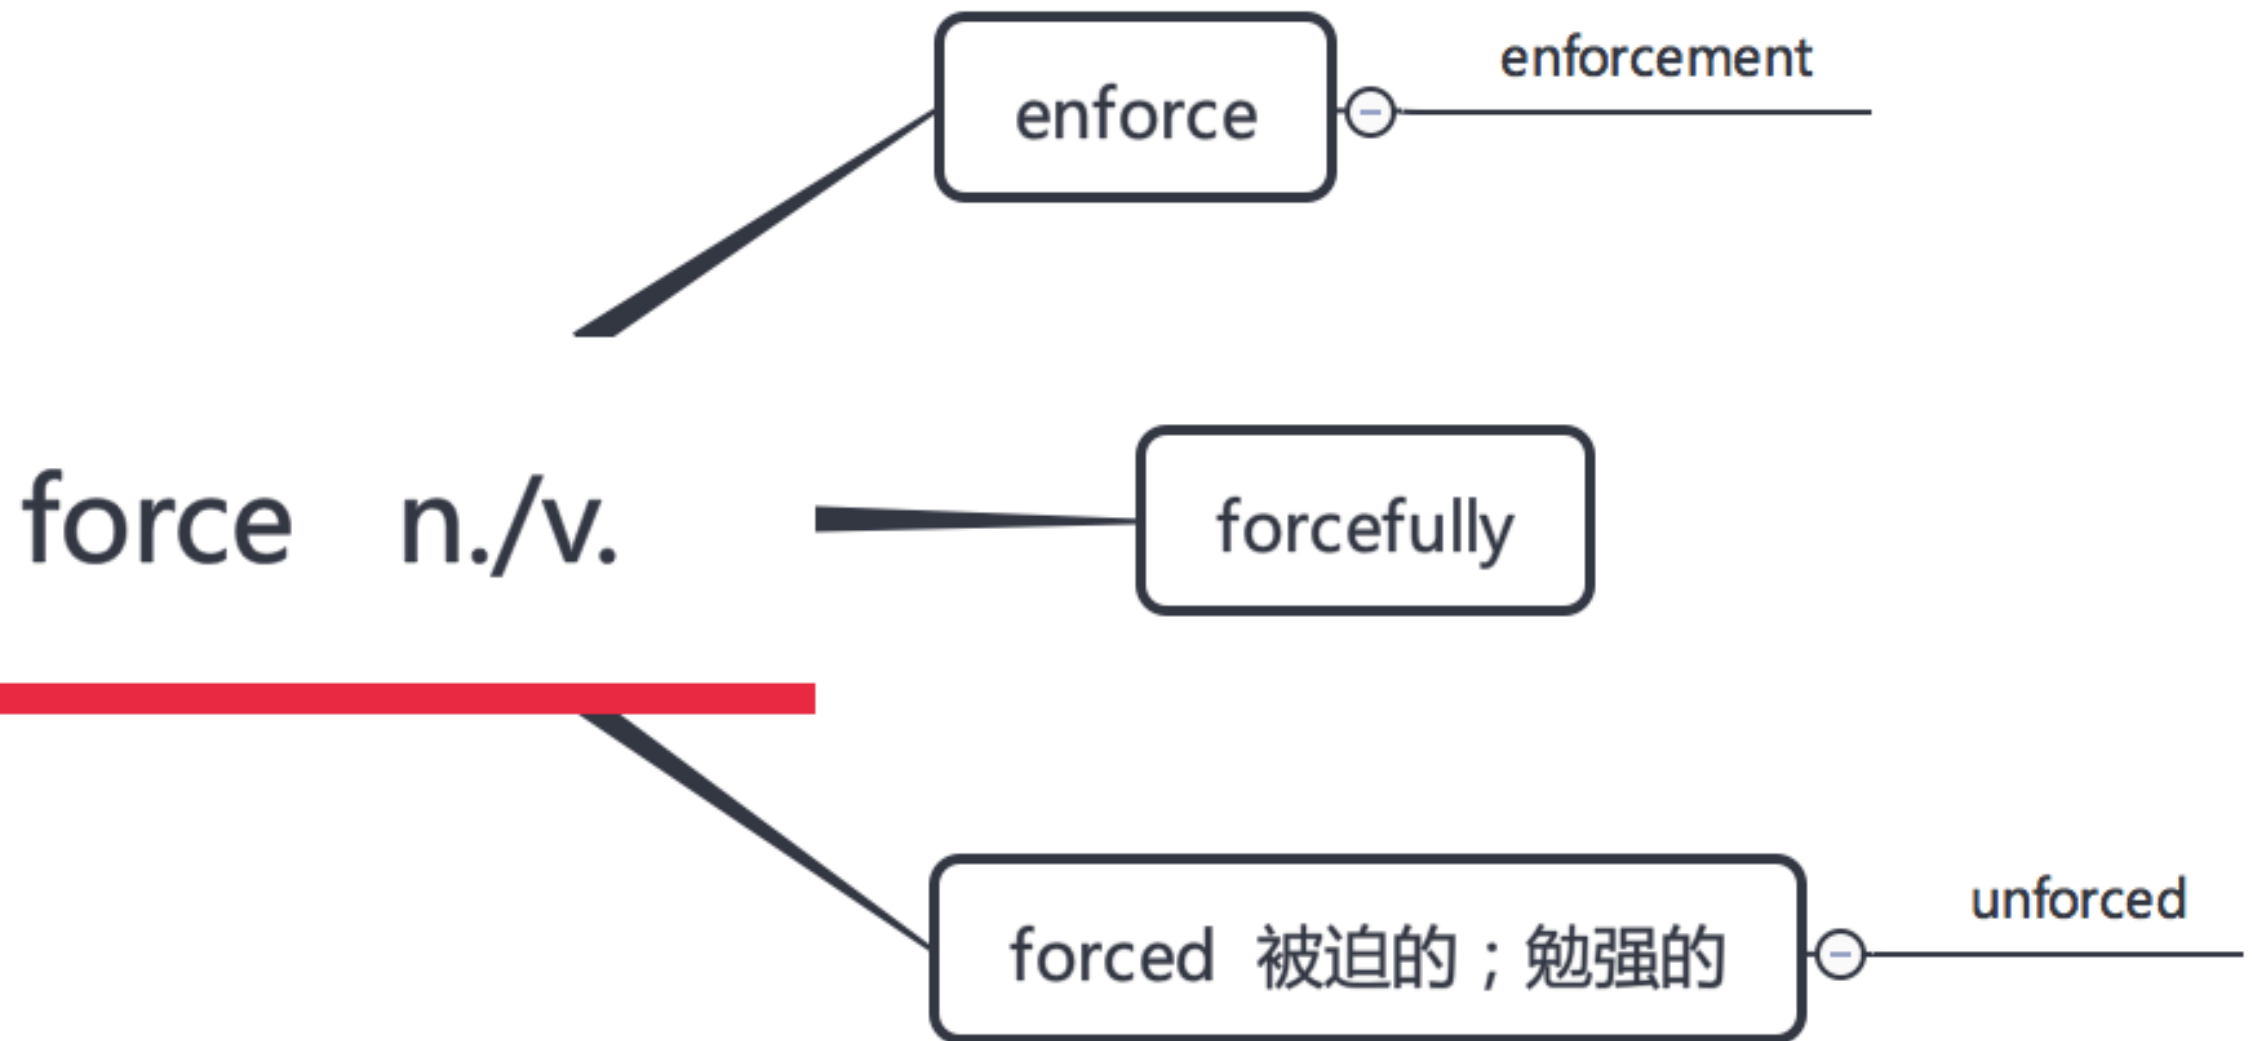 enforcement
enforce
force n./v.
forcefully
unforced
forced 被迫的；勉强的